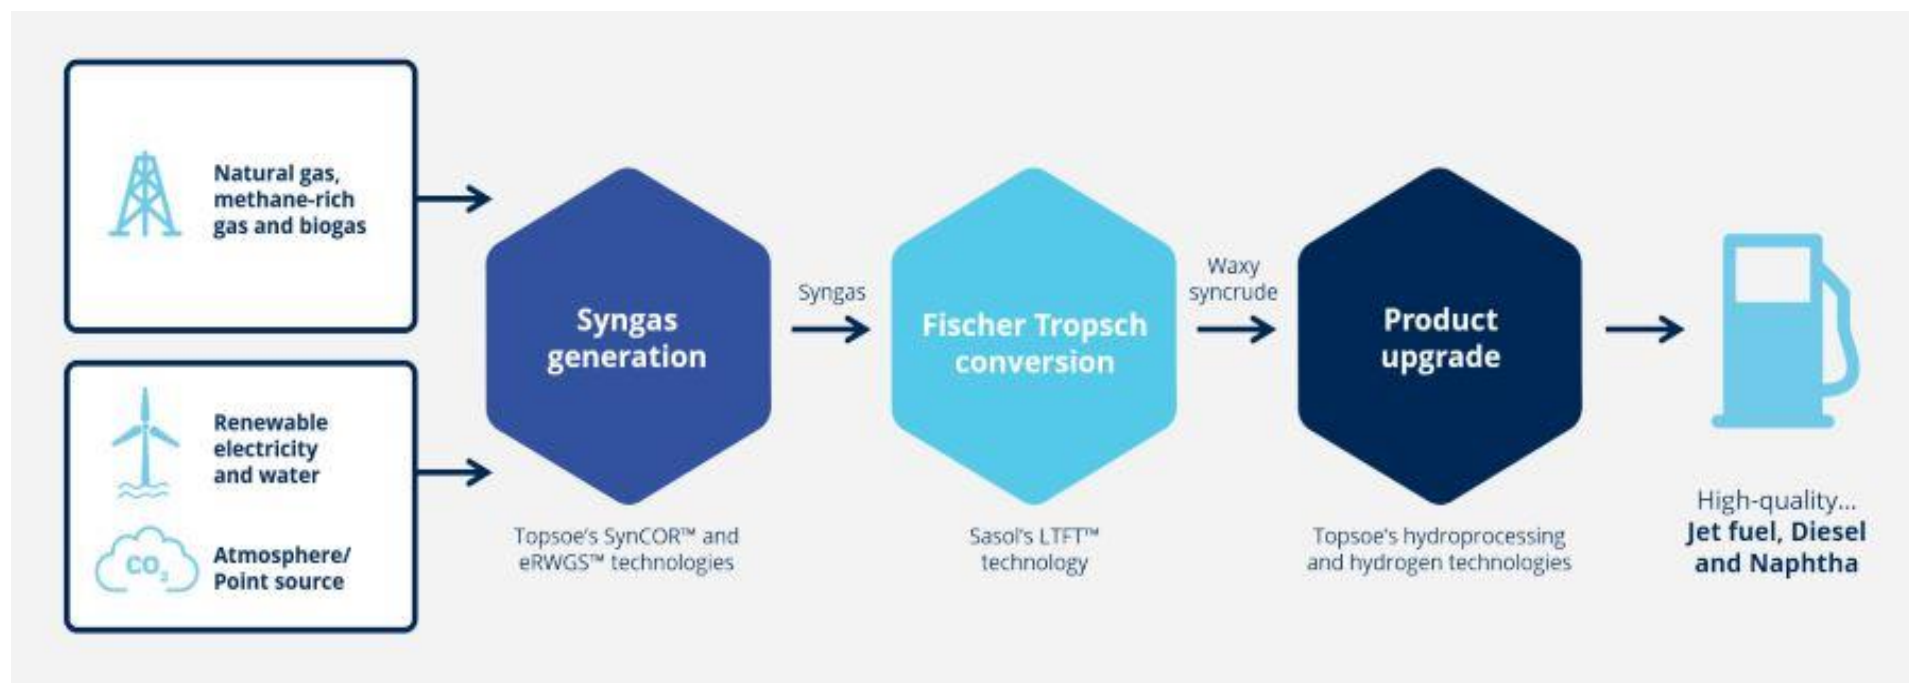 Natural gas,
methane-rich
gas and biogas
Renewable
electricity
and water
CO₂
Atmosphere/
Point source
Syngas
generation
Topsoe's SynCOR™ and
eRWGS™ technologies
Syngas
Fischer Tropsch
conversion
Sasol's LTFT™
technology
Waxy
syncrude
Product
upgrade
Topsoe's hydroprocessing
and hydrogen technologies
High-quality...
Jet fuel, Diesel
and Naphtha